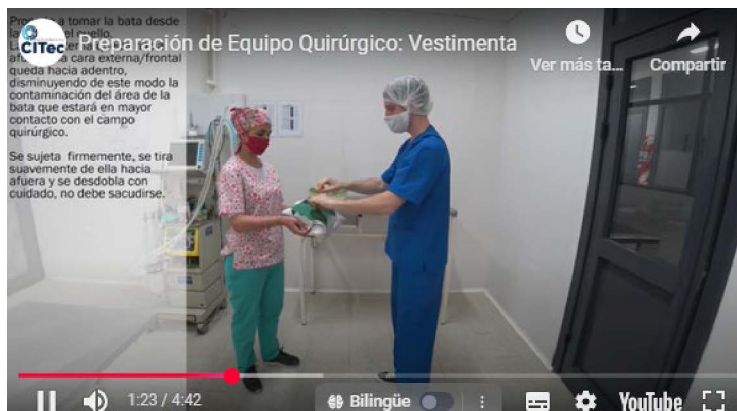 Preparación de Equipo Quirúrgico: Vestimenta
CITec
Ver más ta...
Compartir
a tomar la bata desde
queda hacia adentro,
disminuyendo de este modo la
contaminación del área de la
bata que estará en mayor
contacto con el campo
quirúrgico.
Se sujeta firmemente, se tira
suavemente de ella hacia
afuera y se desdobla con
cuidado, no debe sacudirse.
1:23 / 4:42
Bilingüe
YouTube